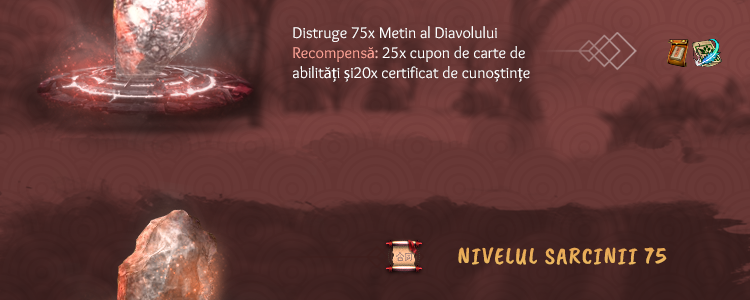 Distruge 75x Metin al Diavolului
Recompensă: 25x cupon de carte de
abilități și20x certificat de cunoștințe
NIVELUL SARCINII 75